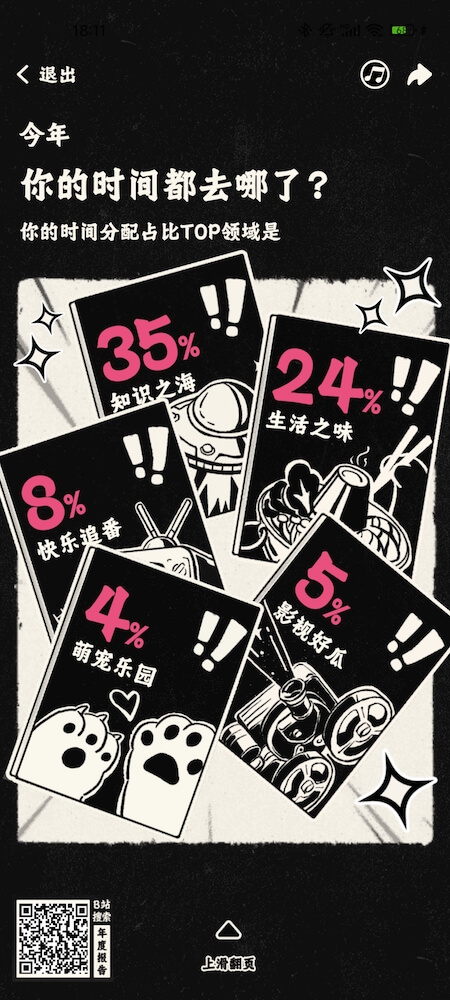 18:11
退出
今年
你的时间都去哪了？
你的时间分配占比TOP领域是
35%
知识之海
24%
生活之味
8%
快乐追番
5%
影视好瓜
4%
萌宠乐园
B站
搜索
年度报告
上滑翻页